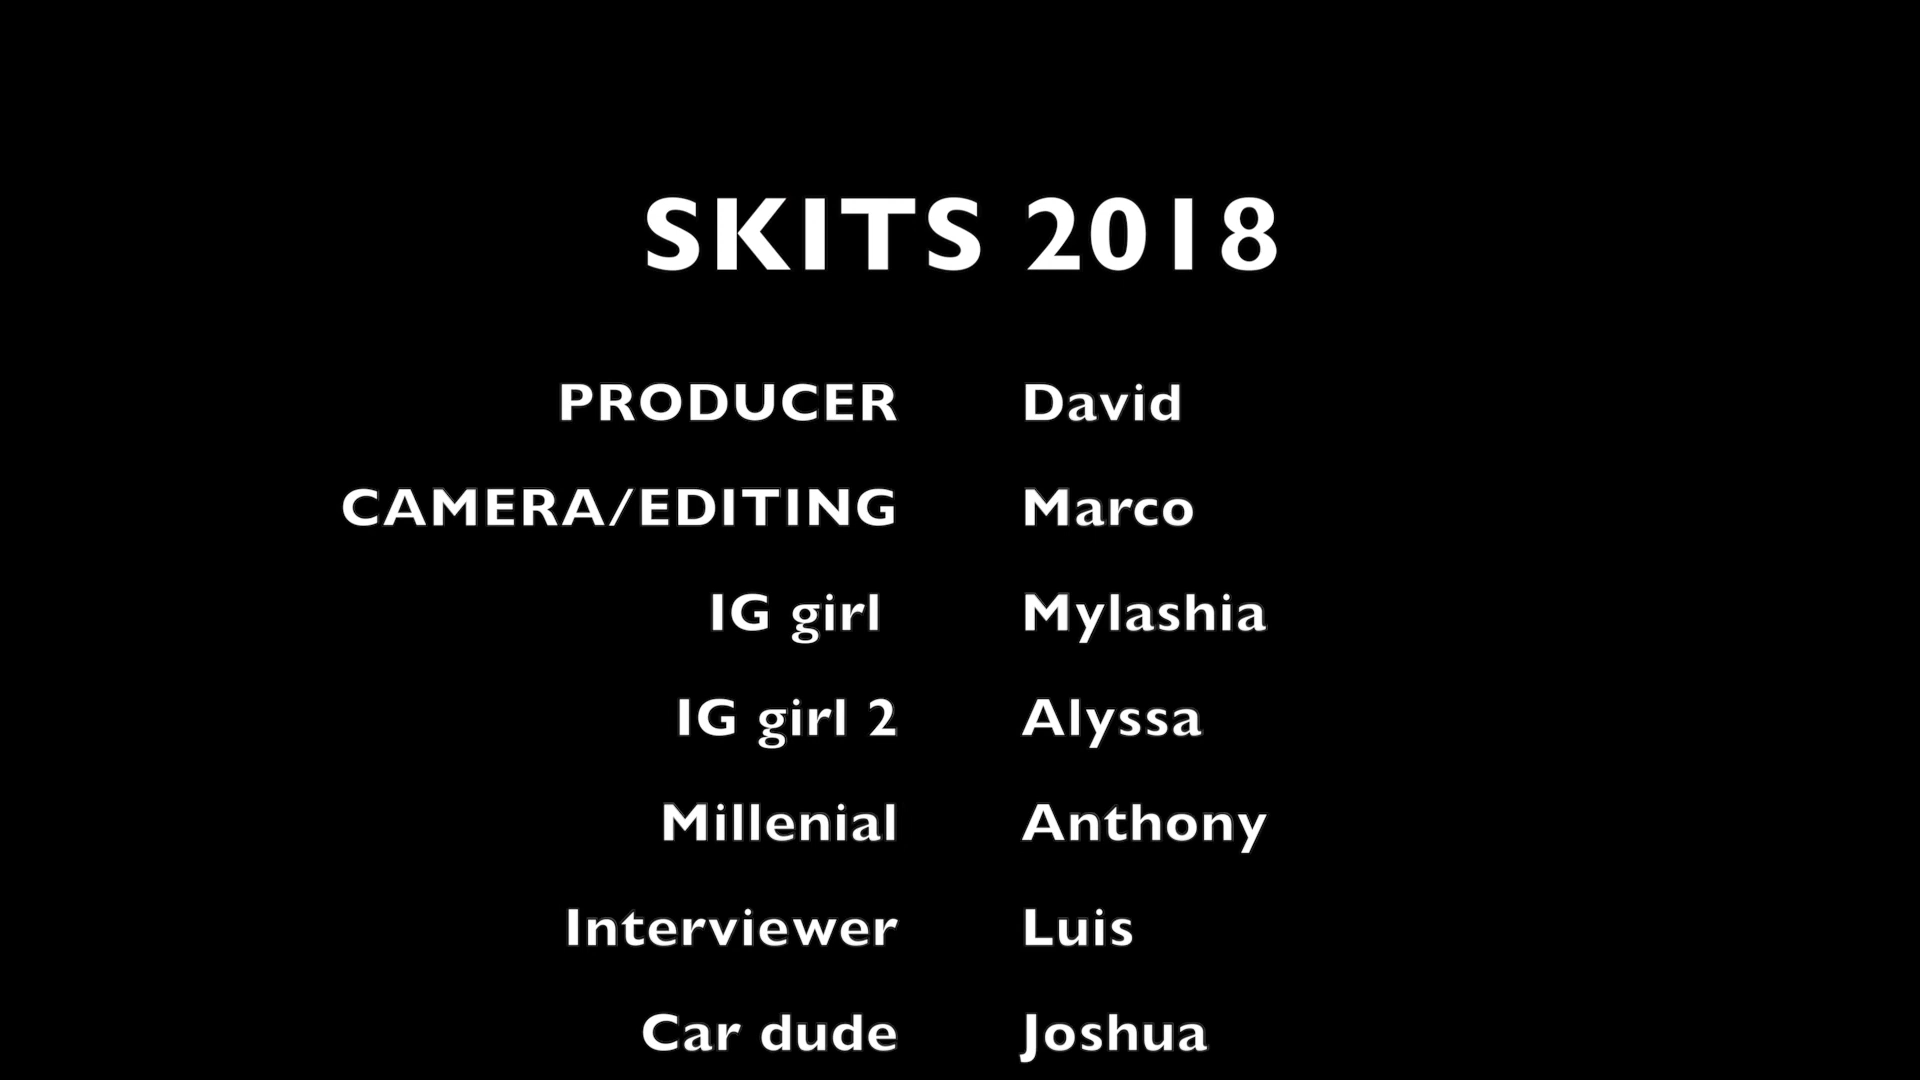 SKITS 2018
PRODUCER David
CAMERA/EDITING Marco
IG girl Mylashia
IG girl 2 Alyssa
Millenial Anthony
Interviewer Luis
Car dude Joshua